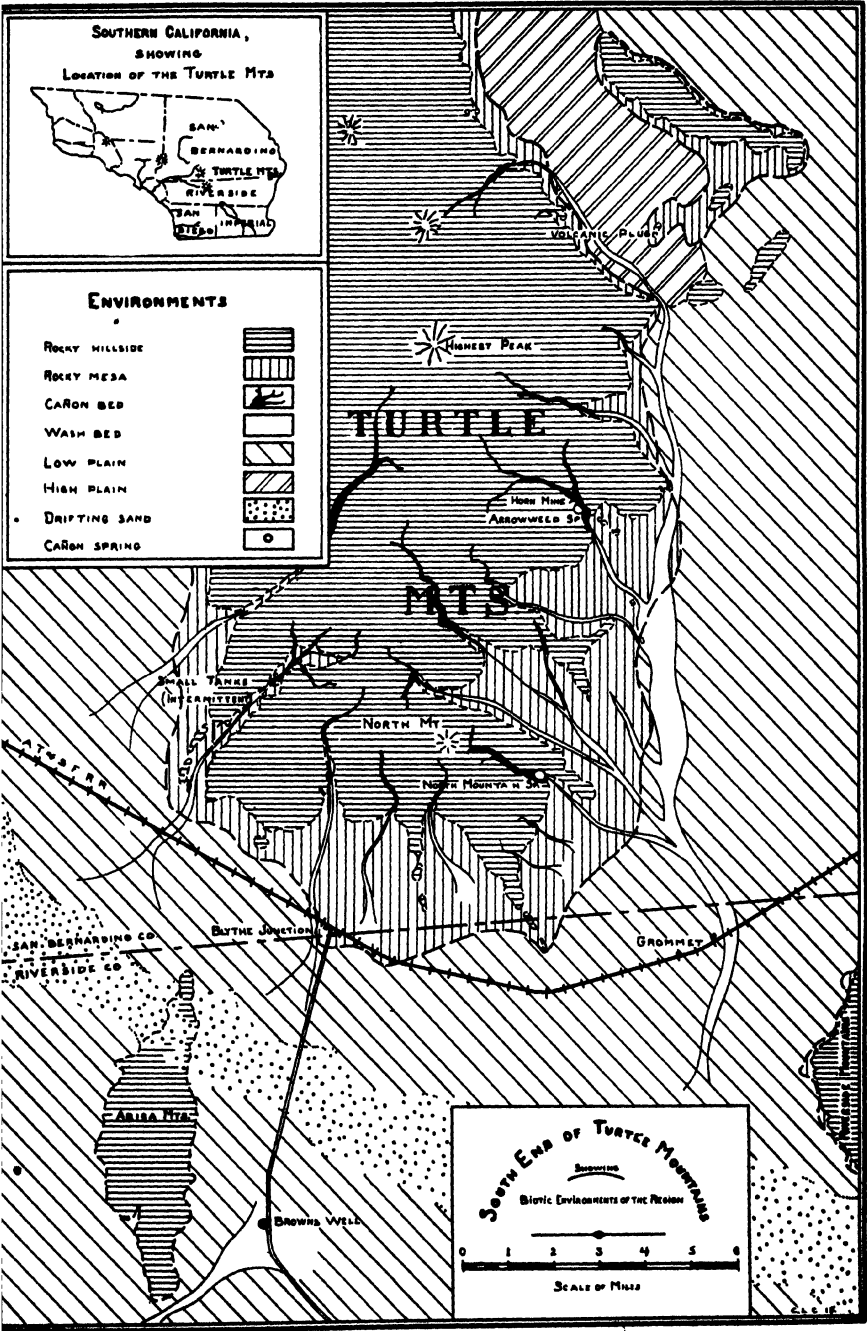 SOUTHERN CALIFORNIA,
SHOWING
LOCATION OF THE TURTLE MTS
SAN
BERNARDINO
TURTLE MTS
RIVERSIDE
SAN
DIEGO
IMPERIAL
ENVIRONMENTS
ROCKY HILLSIDE
ROCKY MESA
CAÑON BED
WASH BED
LOW PLAIN
HIGH PLAIN
DRIFTING SAND
CAÑON SPRING
VOLCANIC PLUG
HIGHEST PEAK
TURTLE
HORN MINE
ARROWWEED SP.
MTS
SMALL TANKS
(INTERMITTENT)
NORTH MT.
NORTH MOUNTAIN SP.
AT&SF RR
SAN BERNARDINO CO.
RIVERSIDE CO
BLYTHE JUNCTION
GROMMET
ARICA MTS.
BROWNS WELL
SOUTH END OF TURTLE MOUNTAINS
SHOWING
BIOTIC ENVIRONMENTS OF THE REGION
0 1 2 3 4 5 6
SCALE OF MILES